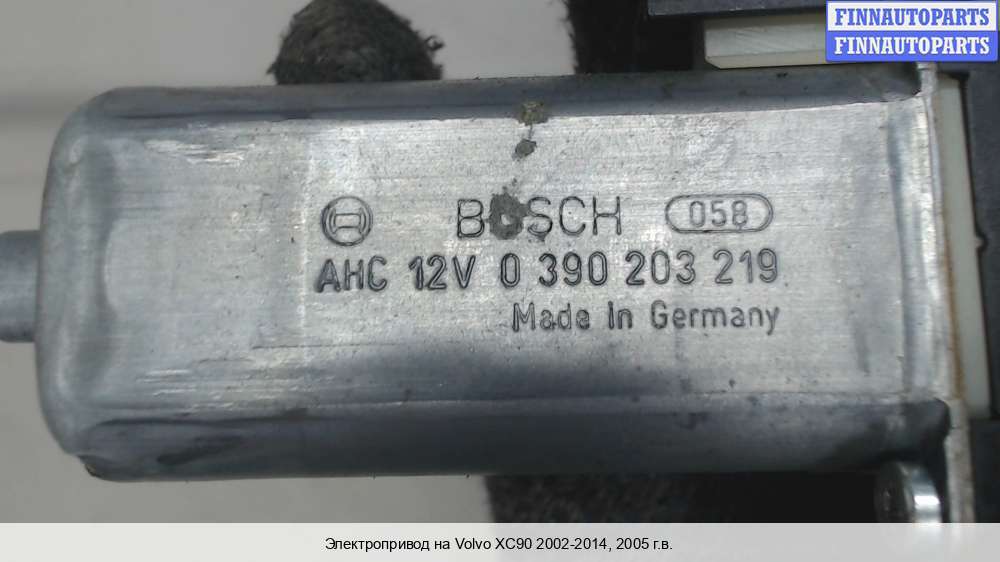 FINNAUTOPARTS
FINNAUTOPARTS
BOSCH 058
AHC 12V 0 390 203 219
Made in Germany
Электропривод на Volvo XC90 2002-2014, 2005 г.в.